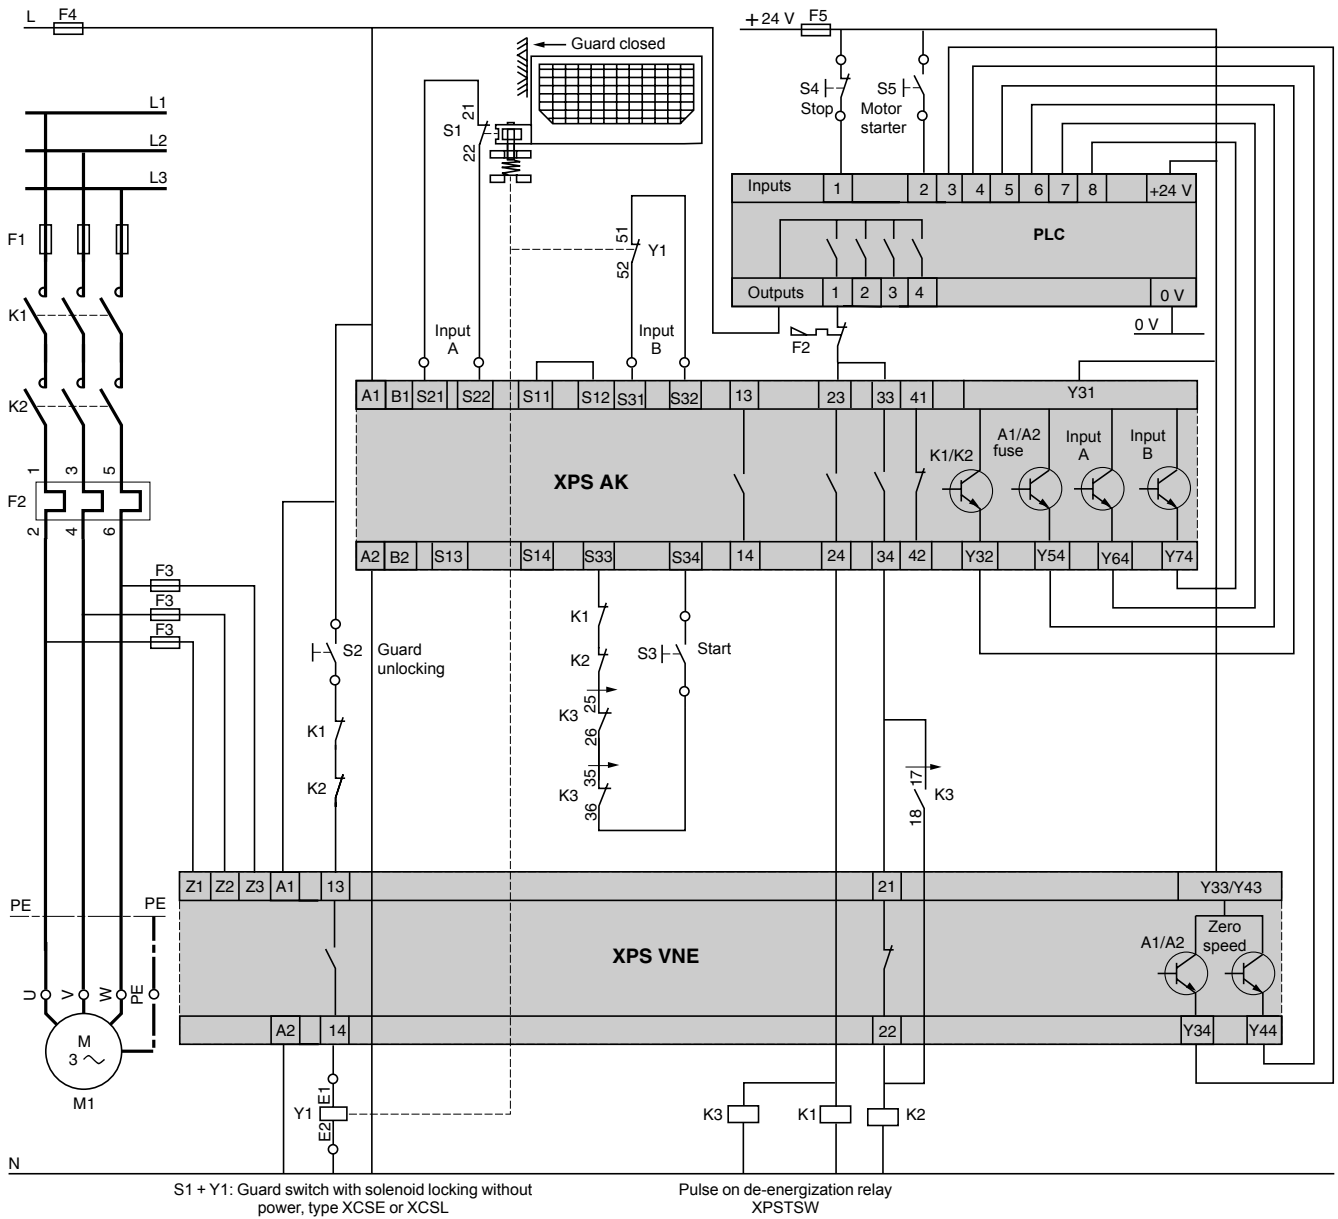 L
F4
Guard closed
+24 V
F5
L1
L2
L3
21
S1
22
S4
Stop
S5
Motor
starter
Inputs
1
2
3
4
5
6
7
8
+24 V
PLC
F1
51
Y1
52
Outputs
1
2
3
4
0 V
0 V
K1
Input
A
Input
B
F2
A1
B1
S21
S22
S11
S12
S31
S32
13
23
33
41
Y31
K2
K1/K2
A1/A2
fuse
Input
A
Input
B
1
3
5
F2
2
4
6
XPS AK
A2
B2
S13
S14
S33
S34
14
24
34
42
Y32
Y54
Y64
Y74
F3
F3
F3
S2
Guard
unlocking
K1
K2
S3
Start
25
K3
26
35
K3
36
K1
K2
17
K3
18
Z1
Z2
Z3
A1
13
21
Y33/Y43
PE
PE
XPS VNE
A1/A2
Zero
speed
U
V
W
PE
A2
14
22
Y34
Y44
M
3
M1
E1
Y1
E2
K3
K1
K2
N
S1 + Y1: Guard switch with solenoid locking without
power, type XCSE or XCSL
Pulse on de-energization relay
XPSTSW